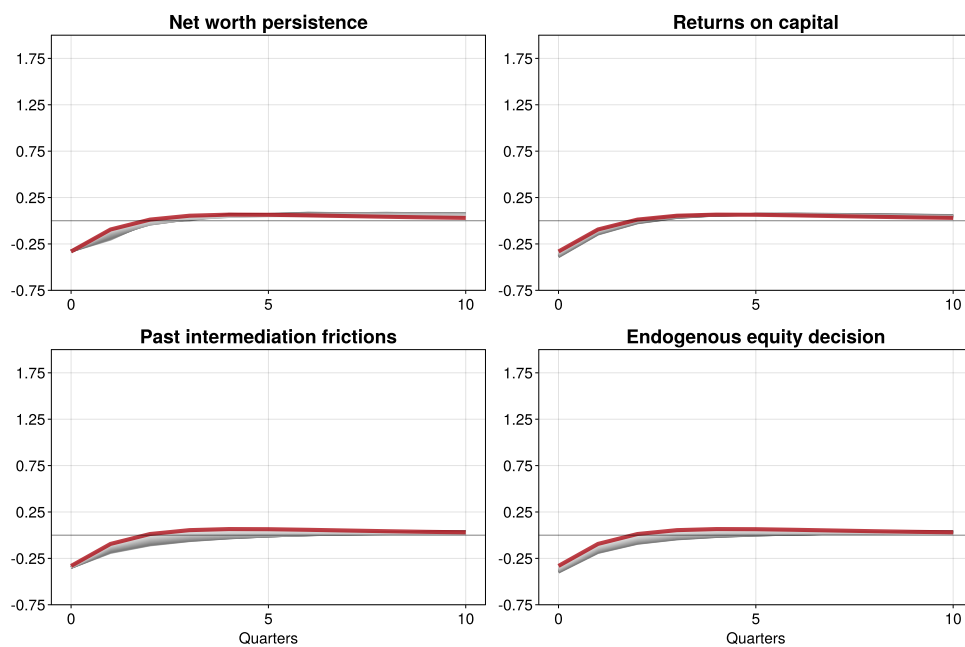 Net worth persistence
1.75
1.25
0.75
0.25
-0.25
-0.75
0 5 10
Returns on capital
1.75
1.25
0.75
0.25
-0.25
-0.75
0 5 10
Past intermediation frictions
1.75
1.25
0.75
0.25
-0.25
-0.75
0 5 10
Quarters
Endogenous equity decision
1.75
1.25
0.75
0.25
-0.25
-0.75
0 5 10
Quarters